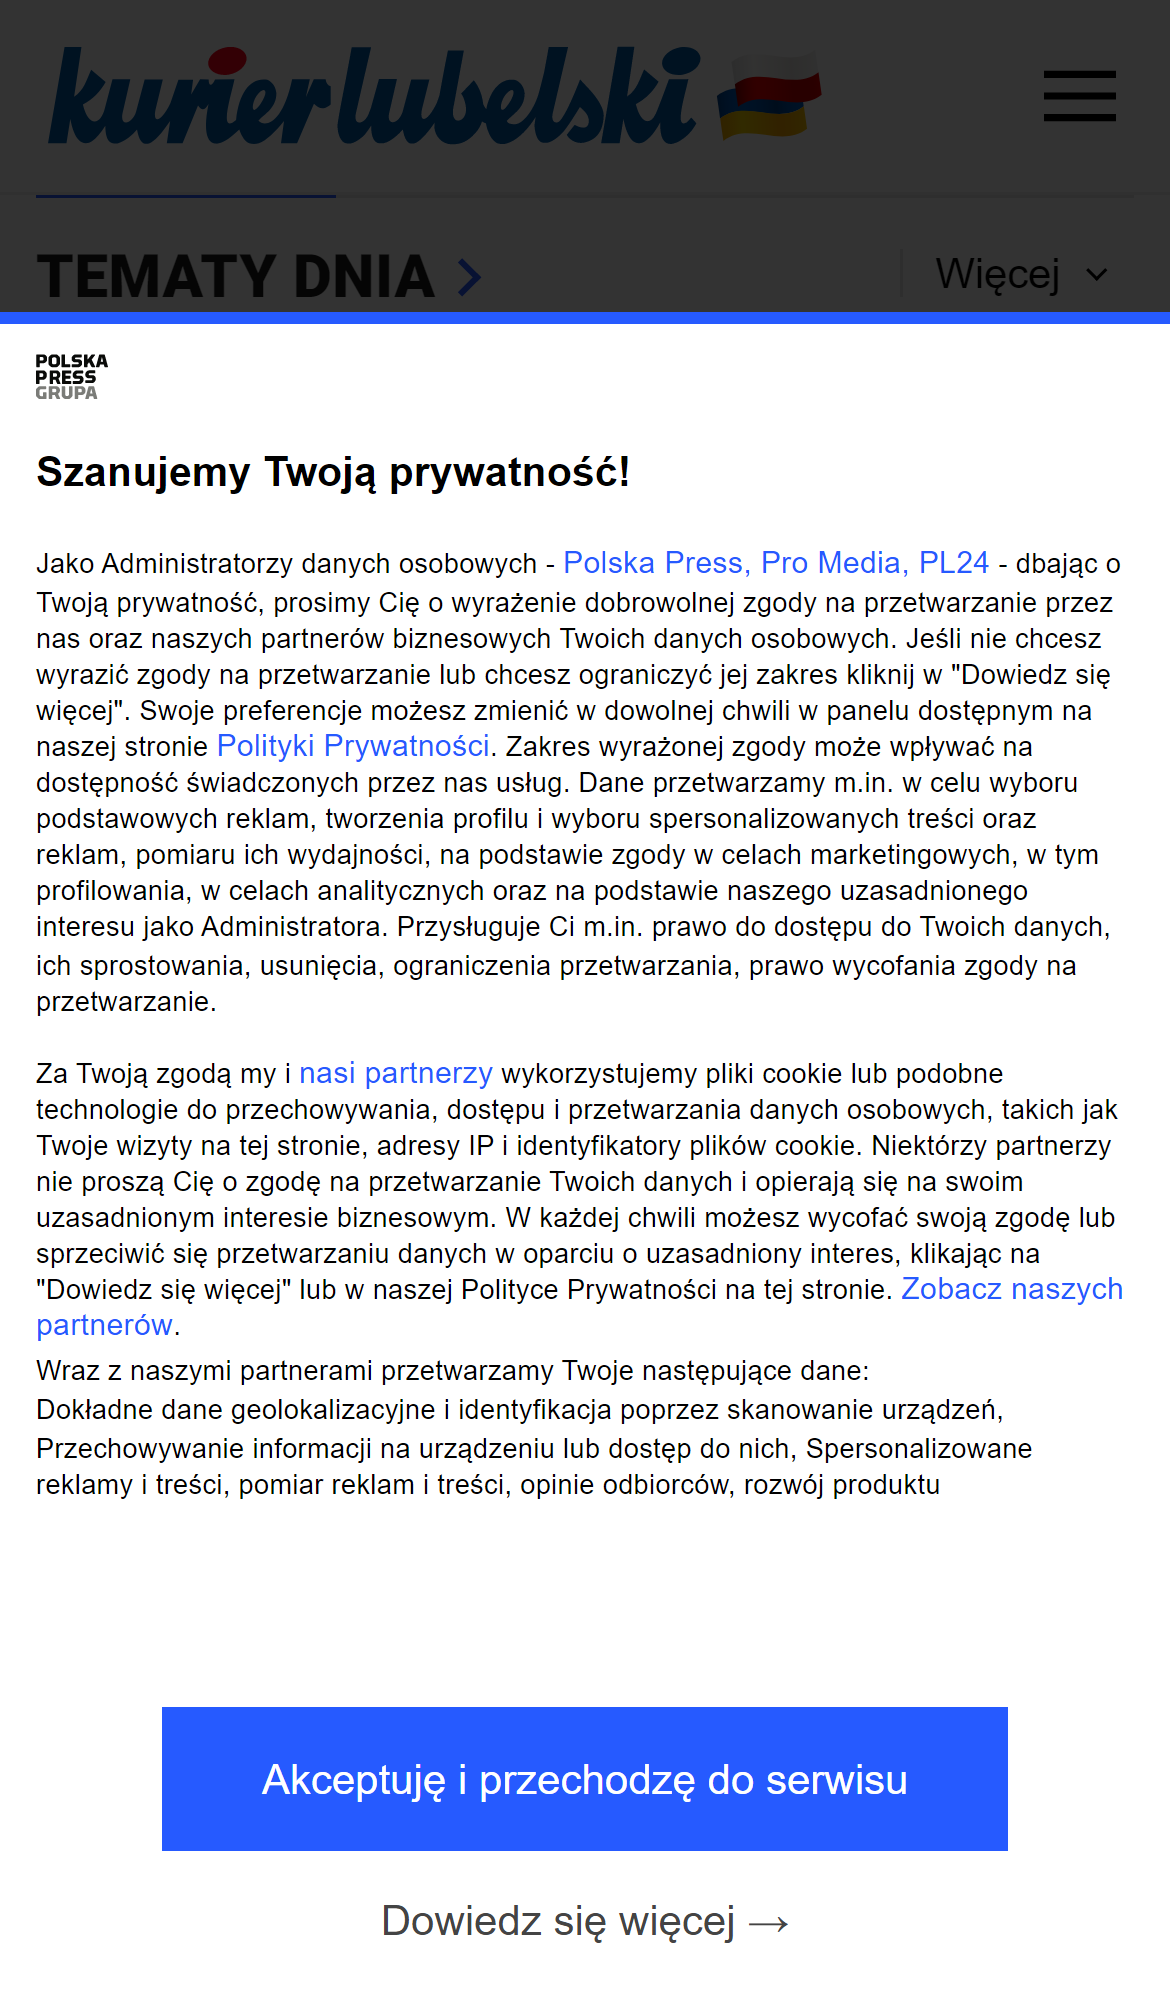 kurier lubelski
TEMATY DNIA
Więcej
POLSKA
PRESS
GRUPA
Szanujemy Twoją prywatność!
Jako Administratorzy danych osobowych - Polska Press, Pro Media, PL24 - dbając o
Twoją prywatność, prosimy Cię o wyrażenie dobrowolnej zgody na przetwarzanie przez
nas oraz naszych partnerów biznesowych Twoich danych osobowych. Jeśli nie chcesz
wyrazić zgody na przetwarzanie lub chcesz ograniczyć jej zakres kliknij w "Dowiedz się
więcej". Swoje preferencje możesz zmienić w dowolnej chwili w panelu dostępnym na
naszej stronie Polityki Prywatności. Zakres wyrażonej zgody może wpływać na
dostępność świadczonych przez nas usług. Dane przetwarzamy m.in. w celu wyboru
podstawowych reklam, tworzenia profilu i wyboru spersonalizowanych treści oraz
reklam, pomiaru ich wydajności, na podstawie zgody w celach marketingowych, w tym
profilowania, w celach analitycznych oraz na podstawie naszego uzasadnionego
interesu jako Administratora. Przysługuje Ci m.in. prawo do dostępu do Twoich danych,
ich sprostowania, usunięcia, ograniczenia przetwarzania, prawo wycofania zgody na
przetwarzanie.
Za Twoją zgodą my i nasi partnerzy wykorzystujemy pliki cookie lub podobne
technologie do przechowywania, dostępu i przetwarzania danych osobowych, takich jak
Twoje wizyty na tej stronie, adresy IP i identyfikatory plików cookie. Niektórzy partnerzy
nie proszą Cię o zgodę na przetwarzanie Twoich danych i opierają się na swoim
uzasadnionym interesie biznesowym. W każdej chwili możesz wycofać swoją zgodę lub
sprzeciwić się przetwarzaniu danych w oparciu o uzasadniony interes, klikając na
"Dowiedz się więcej" lub w naszej Polityce Prywatności na tej stronie. Zobacz naszych
partnerów.
Wraz z naszymi partnerami przetwarzamy Twoje następujące dane:
Dokładne dane geolokalizacyjne i identyfikacja poprzez skanowanie urządzeń,
Przechowywanie informacji na urządzeniu lub dostęp do nich, Spersonalizowane
reklamy i treści, pomiar reklam i treści, opinie odbiorców, rozwój produktu
Akceptuję i przechodzę do serwisu
Dowiedz się więcej →